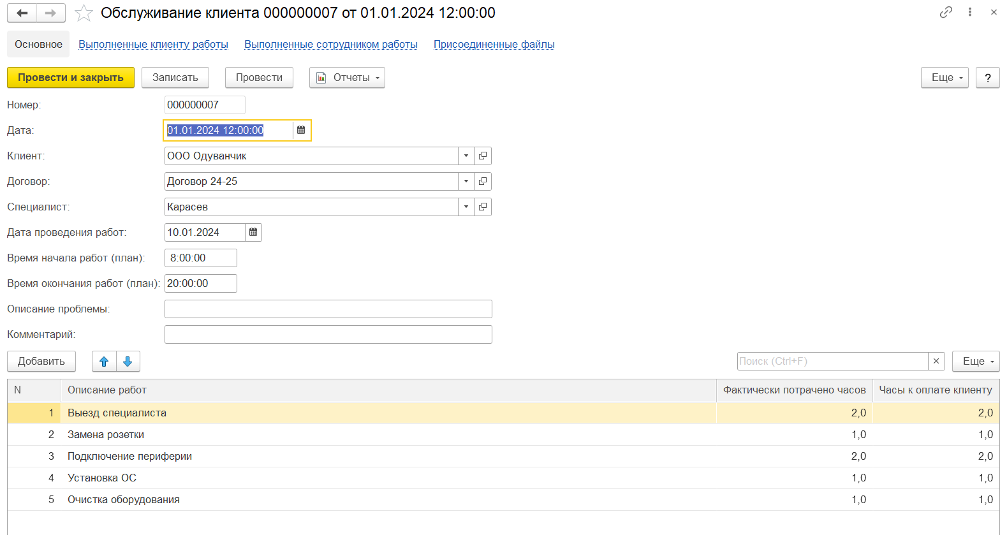 Обслуживание клиента 000000007 от 01.01.2024 12:00:00
Основное Выполненные клиенту работы Выполненные сотрудником работы Присоединенные файлы
Провести и закрыть Записать Провести Отчеты Еще ?
Номер: 000000007
Дата: 01.01.2024 12:00:00
Клиент: ООО Одуванчик
Договор: Договор 24-25
Специалист: Карасев
Дата проведения работ: 10.01.2024
Время начала работ (план): 8:00:00
Время окончания работ (план): 20:00:00
Описание проблемы:
Комментарий:
Добавить Поиск (Ctrl+F) × Еще
N Описание работ Фактически потрачено часов Часы к оплате клиенту
1 Выезд специалиста 2,0 2,0
2 Замена розетки 1,0 1,0
3 Подключение периферии 2,0 2,0
4 Установка ОС 1,0 1,0
5 Очистка оборудования 1,0 1,0